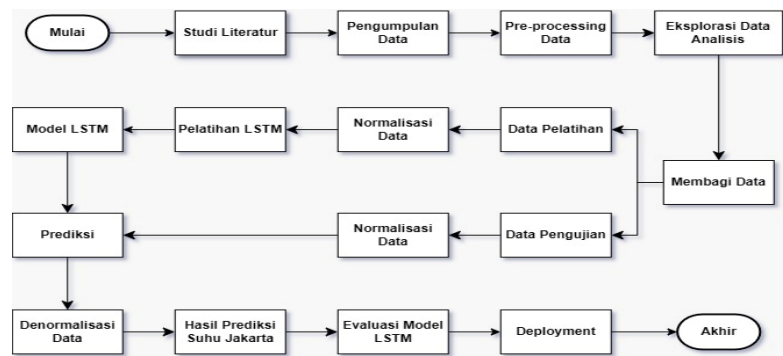 Mulai
Studi Literatur
Pengumpulan
Data
Pre-processing
Data
Eksplorasi Data
Analisis
Model LSTM
Pelatihan LSTM
Normalisasi
Data
Data Pelatihan
Membagi Data
Prediksi
Normalisasi
Data
Data Pengujian
Denormalisasi
Data
Hasil Prediksi
Suhu Jakarta
Evaluasi Model
LSTM
Deployment
Akhir